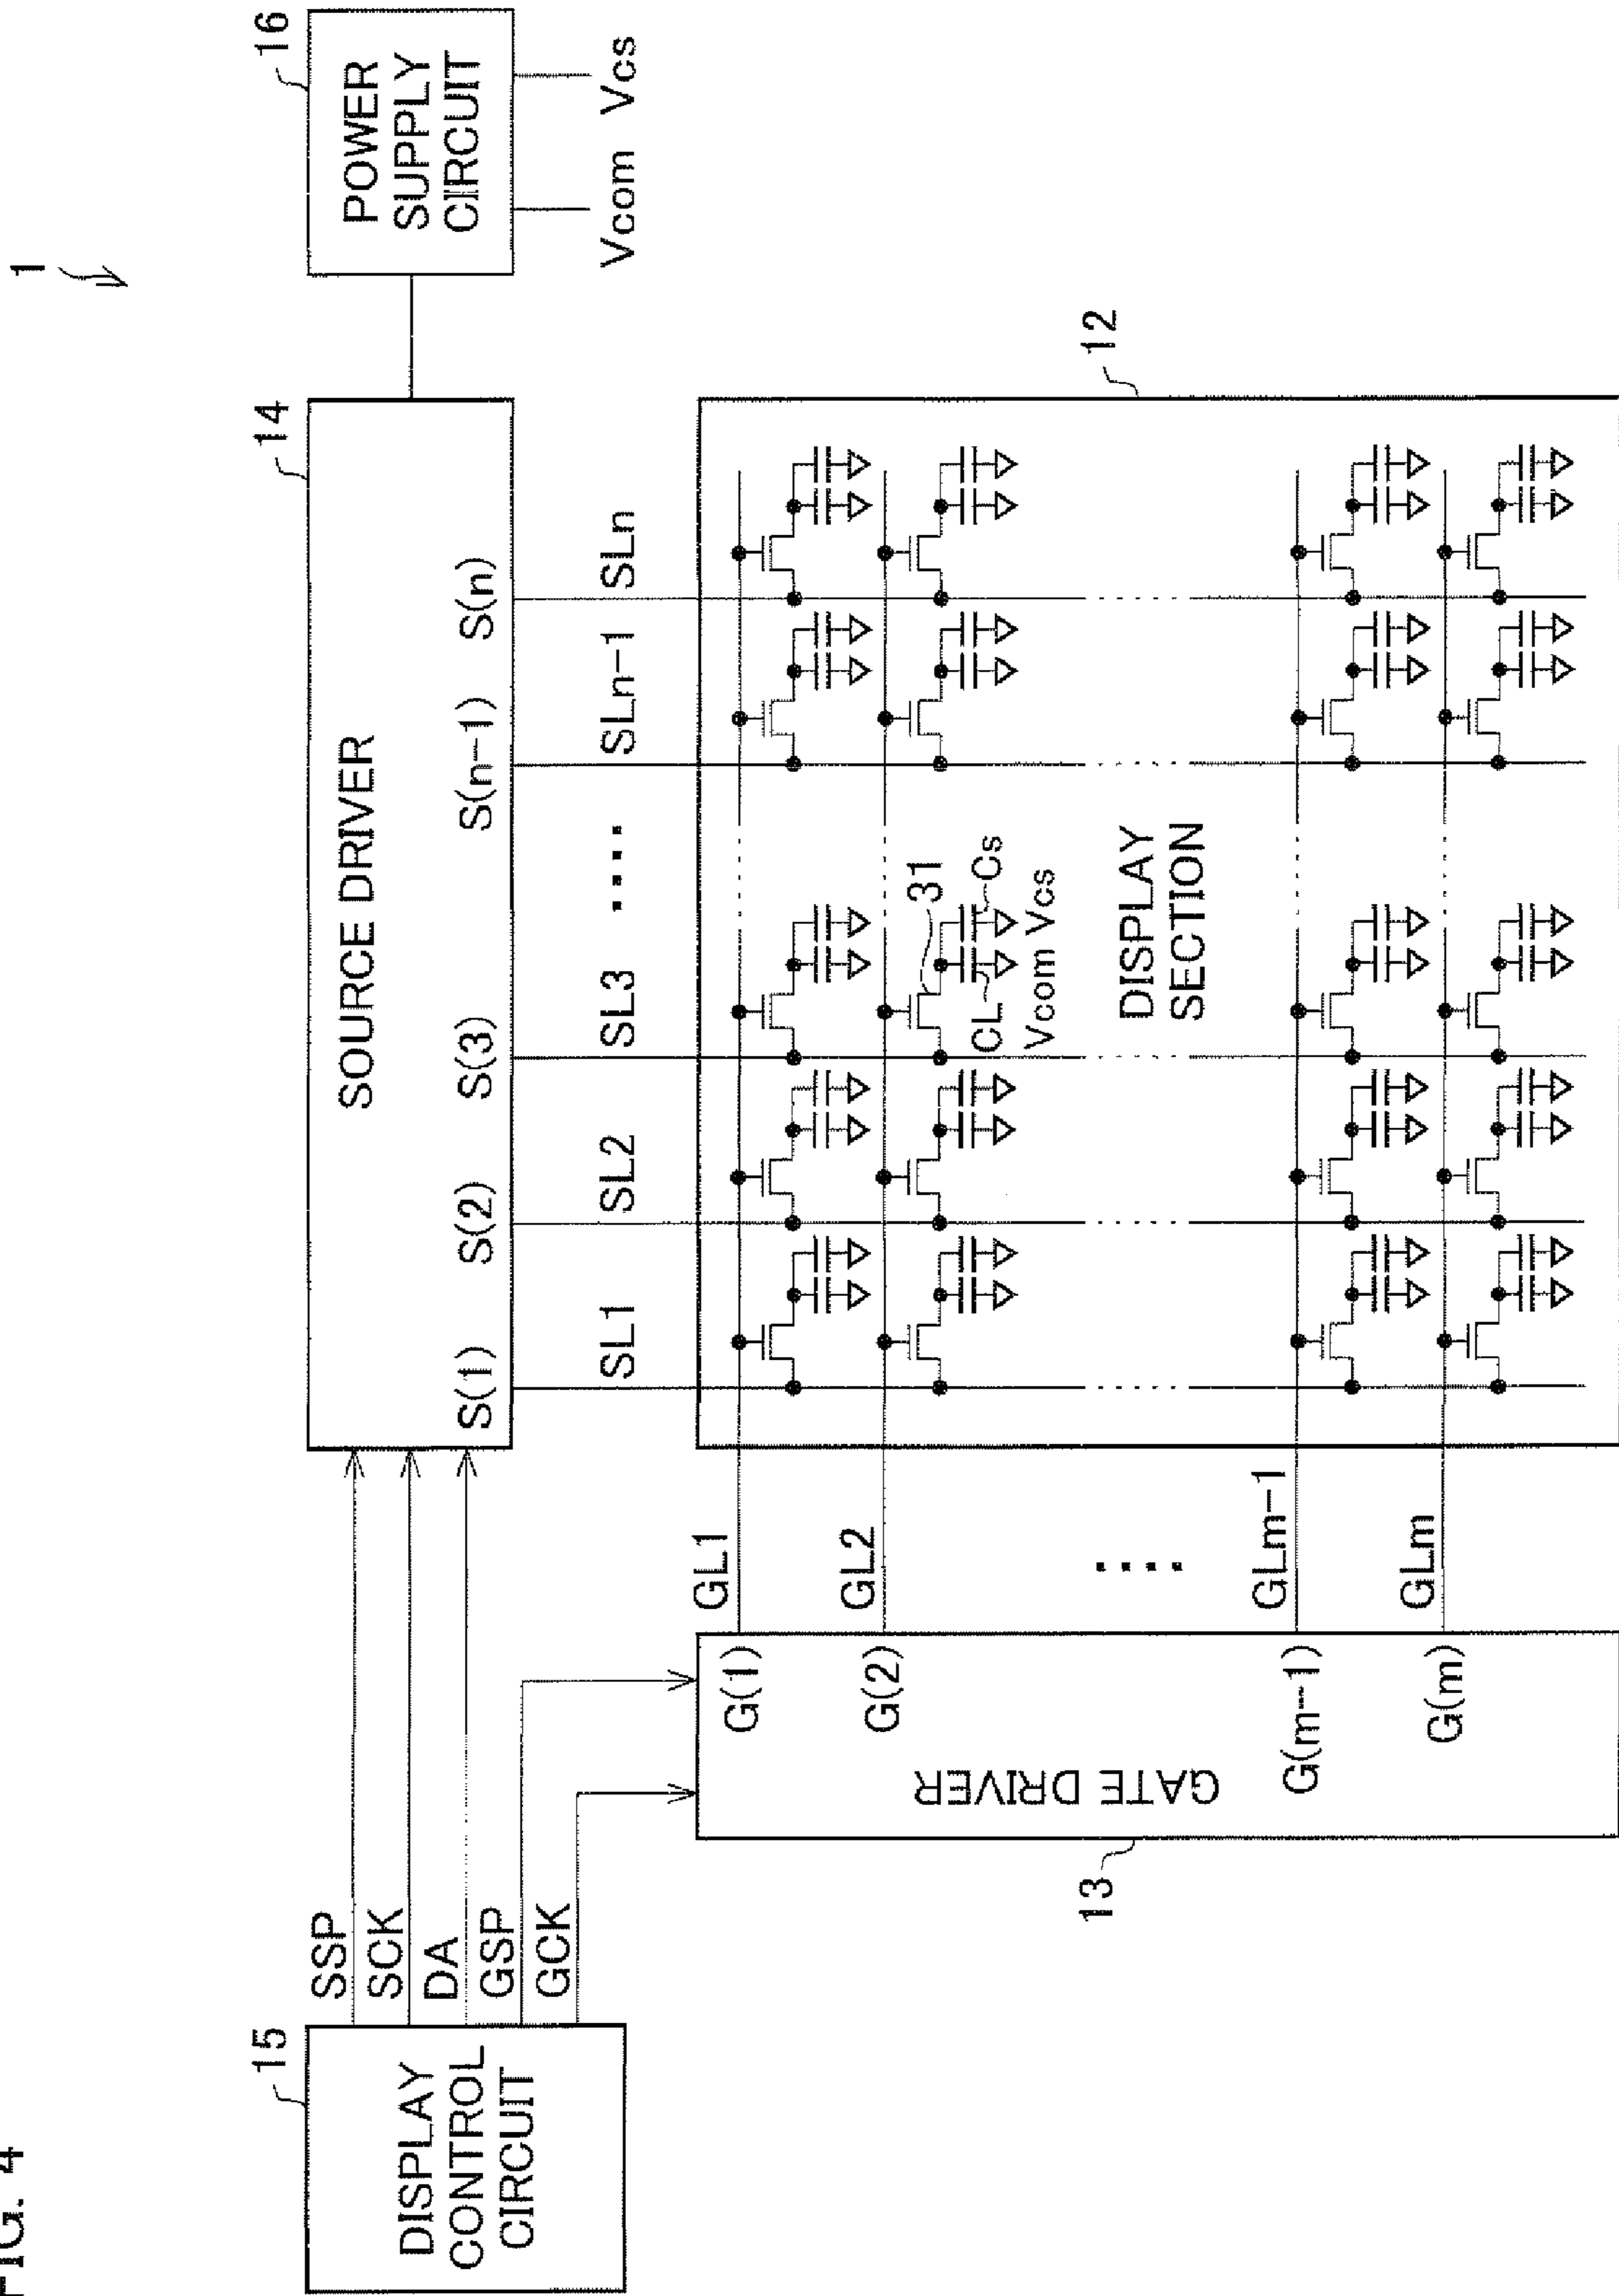 FIG. 4
1
15
DISPLAY
CONTROL
CIRCUIT
SSP
SCK
DA
GSP
GCK
14
SOURCE DRIVER
S(1) S(2) S(3) S(n-1) S(n)
16
POWER
SUPPLY
CIRCUIT
Vcom Vcs
SL1 SL2 SL3 SLn-1 SLn
13
GATE DRIVER
G(1)
G(2)
G(m-1)
G(m)
GL1
GL2
GLm-1
GLm
12
31
CL Cs
Vcom Vcs
DISPLAY
SECTION